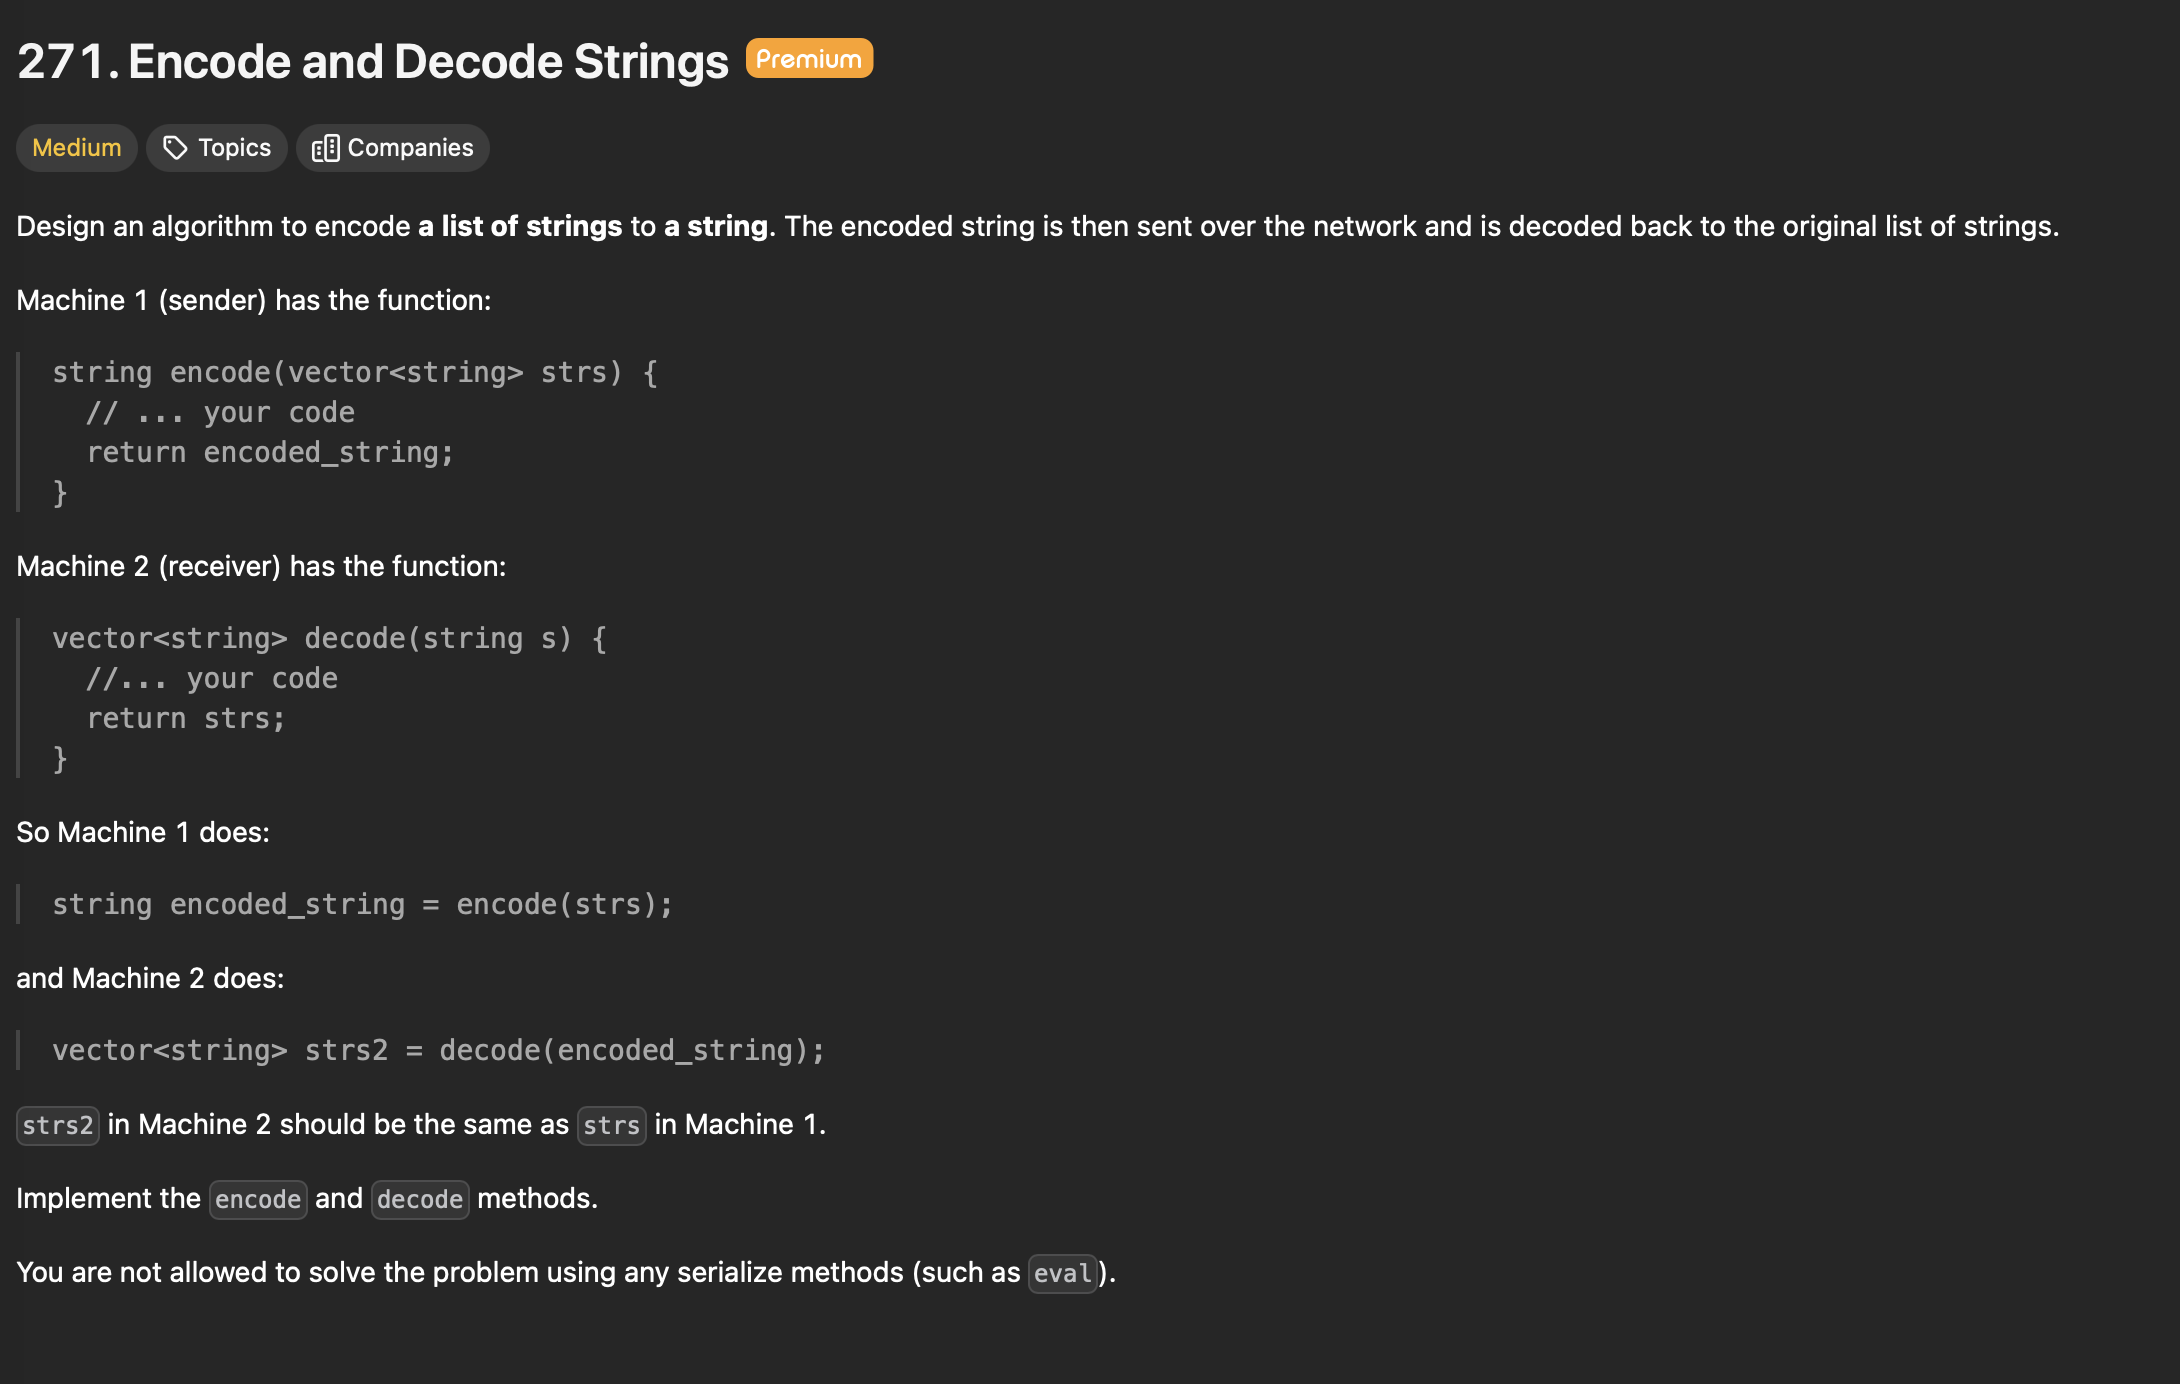 271. Encode and Decode Strings Premium
Medium Topics Companies
Design an algorithm to encode a list of strings to a string. The encoded string is then sent over the network and is decoded back to the original list of strings.
Machine 1 (sender) has the function:
string encode(vector<string> strs) {
  // ... your code
  return encoded_string;
}
Machine 2 (receiver) has the function:
vector<string> decode(string s) {
  //... your code
  return strs;
}
So Machine 1 does:
string encoded_string = encode(strs);
and Machine 2 does:
vector<string> strs2 = decode(encoded_string);
strs2 in Machine 2 should be the same as strs in Machine 1.
Implement the encode and decode methods.
You are not allowed to solve the problem using any serialize methods (such as eval).